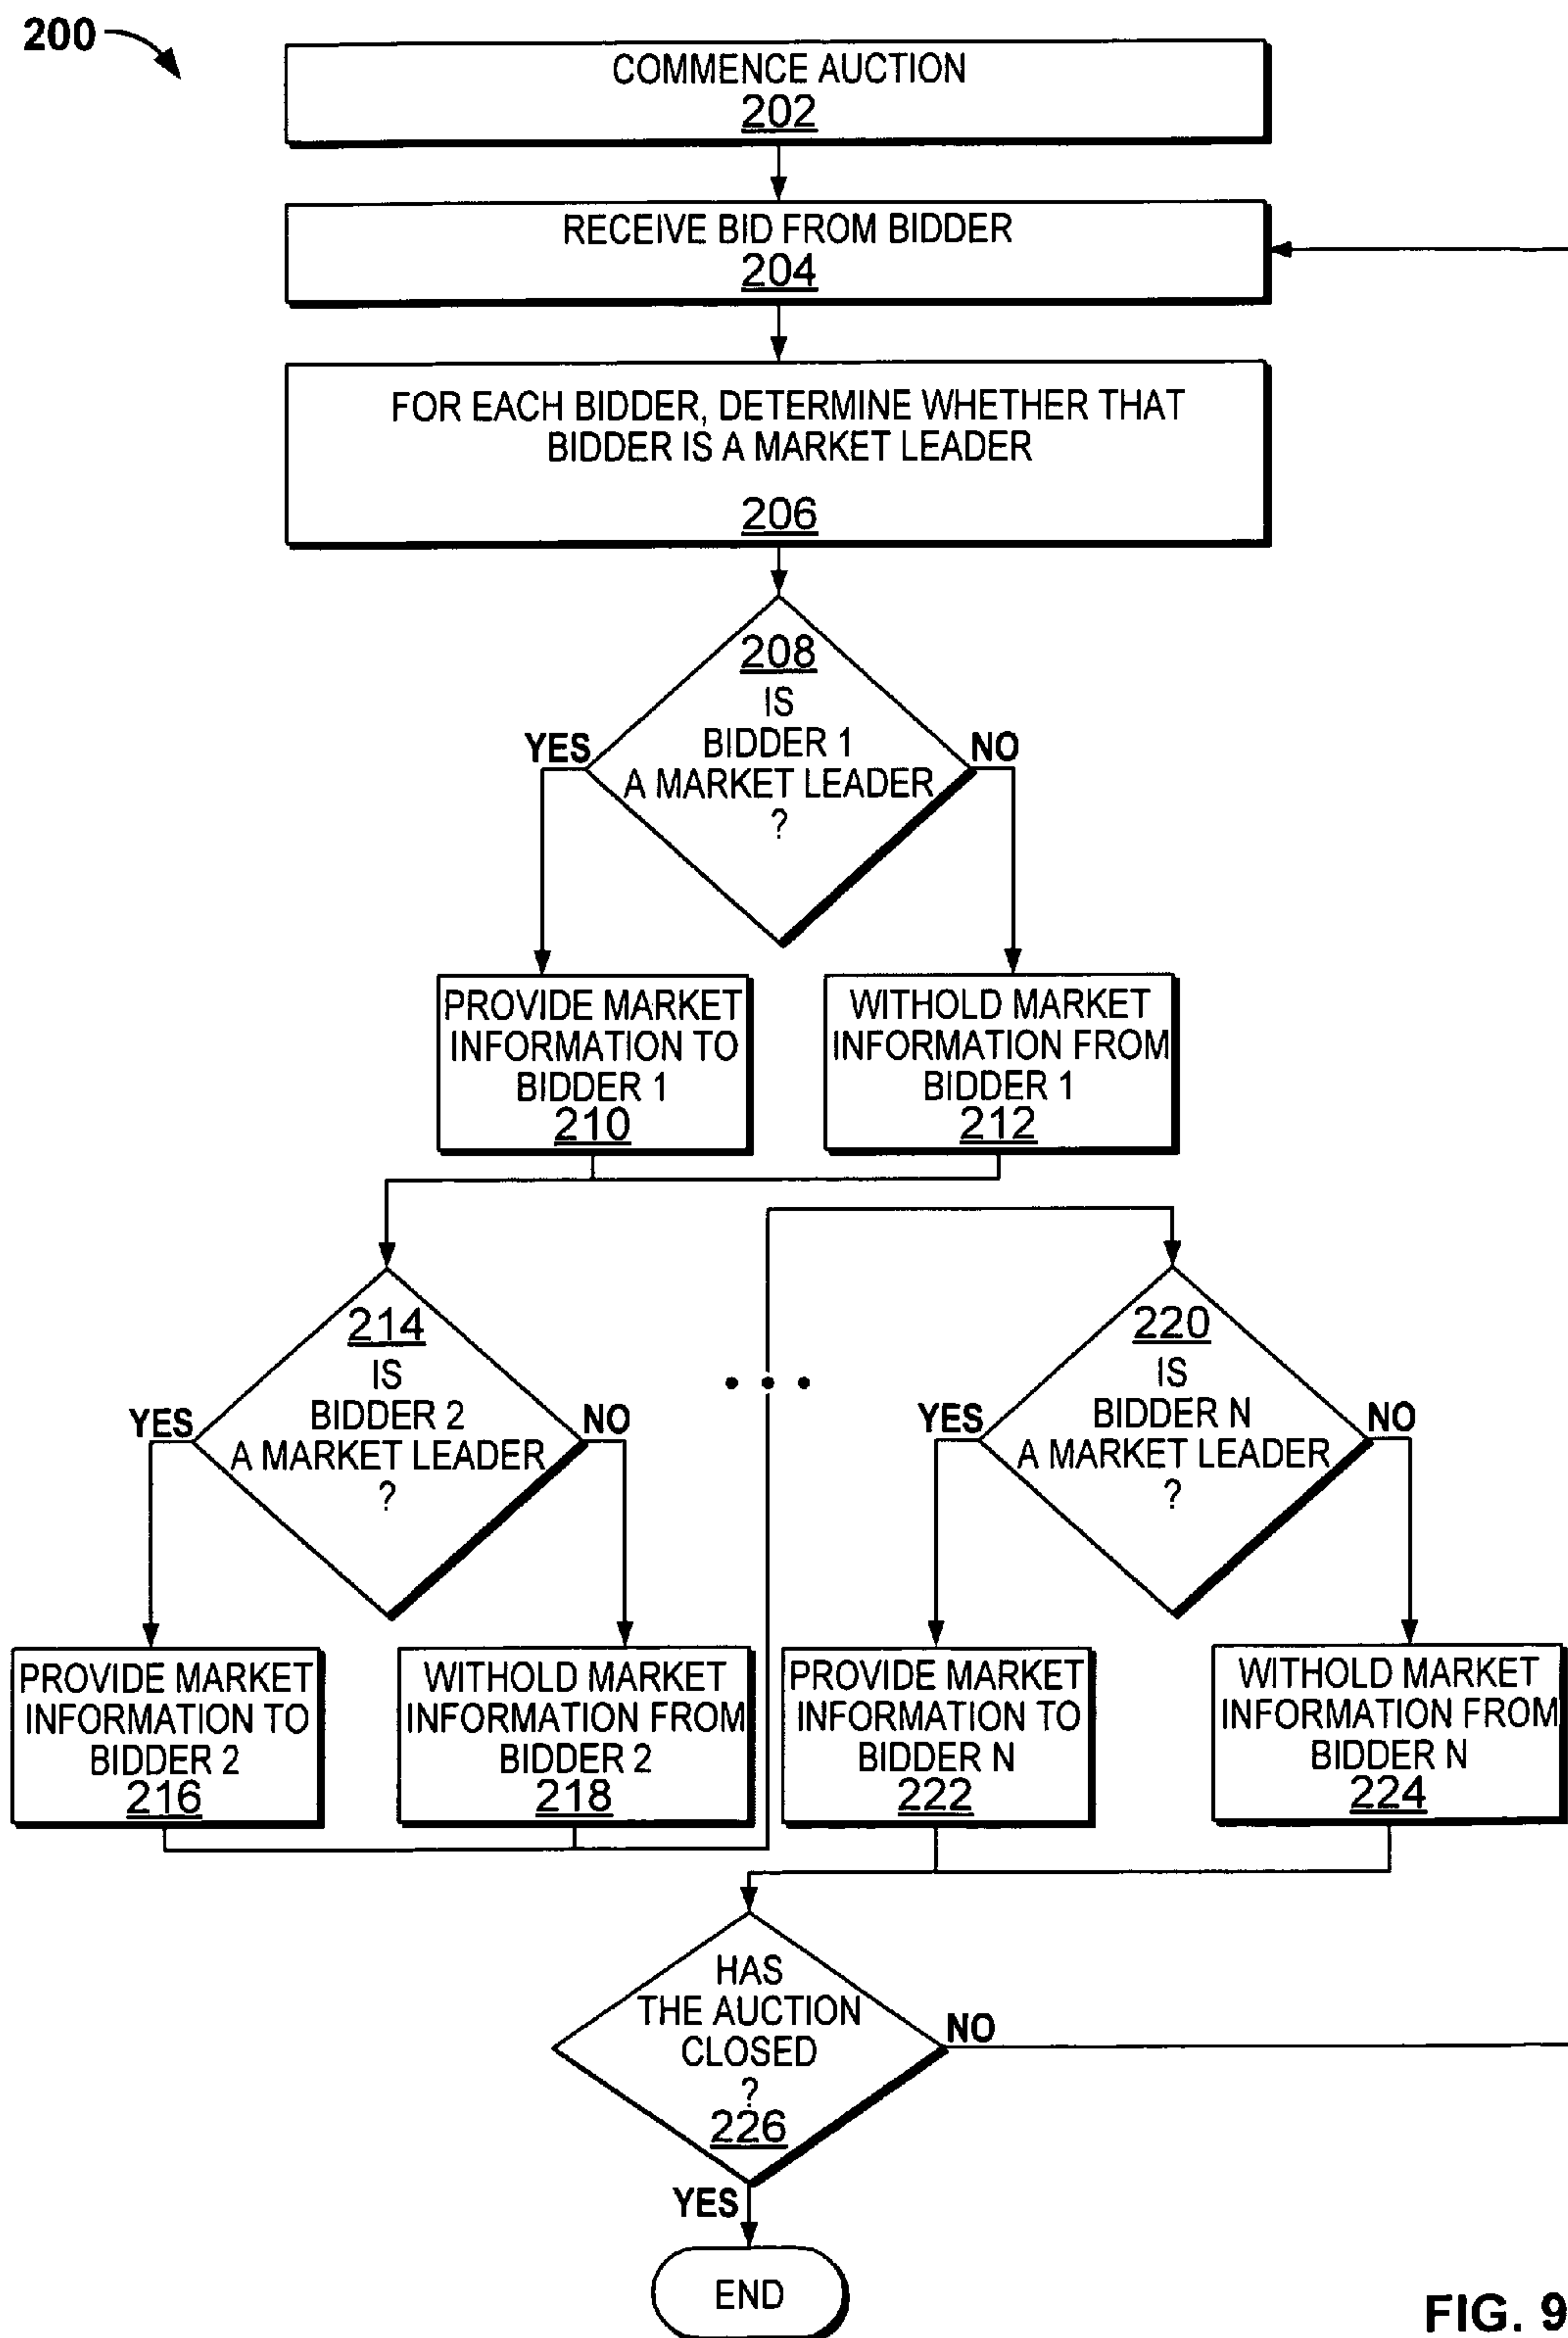 200
COMMENCE AUCTION
202
RECEIVE BID FROM BIDDER
204
FOR EACH BIDDER, DETERMINE WHETHER THAT
BIDDER IS A MARKET LEADER
206
208
IS
BIDDER 1
A MARKET LEADER
?
YES
NO
PROVIDE MARKET
INFORMATION TO
BIDDER 1
210
WITHOLD MARKET
INFORMATION FROM
BIDDER 1
212
214
IS
BIDDER 2
A MARKET LEADER
?
YES
NO
220
IS
BIDDER N
A MARKET LEADER
?
YES
NO
PROVIDE MARKET
INFORMATION TO
BIDDER 2
216
WITHOLD MARKET
INFORMATION FROM
BIDDER 2
218
PROVIDE MARKET
INFORMATION TO
BIDDER N
222
WITHOLD MARKET
INFORMATION FROM
BIDDER N
224
HAS
THE AUCTION
CLOSED
?
226
NO
YES
END
FIG. 9